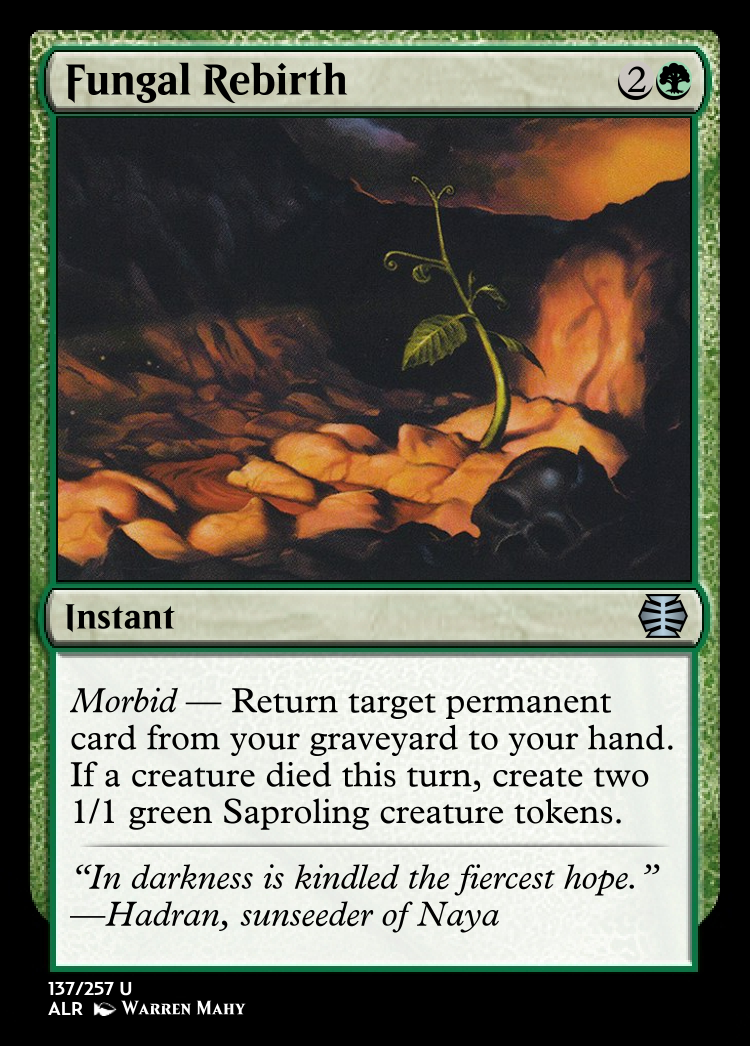 Fungal Rebirth 2
Instant
Morbid — Return target permanent
card from your graveyard to your hand.
If a creature died this turn, create two
1/1 green Saproling creature tokens.
“In darkness is kindled the fiercest hope.”
—Hadran, sunseeder of Naya
137/257 U
ALR Warren Mahy